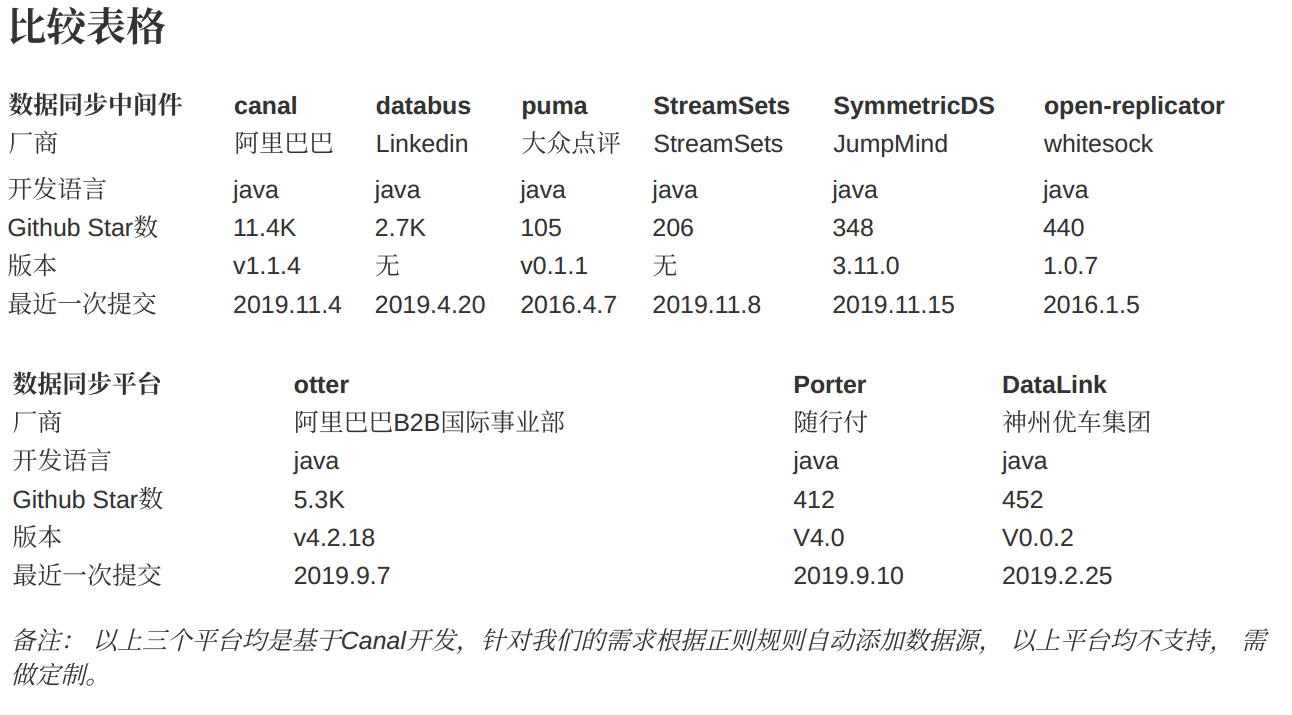 比较表格
数据同步中间件 canal databus puma StreamSets SymmetricDS open-replicator
厂商 阿里巴巴 Linkedin 大众点评 StreamSets JumpMind whitesock
开发语言 java java java java java java
Github Star数 11.4K 2.7K 105 206 348 440
版本 v1.1.4 无 v0.1.1 无 3.11.0 1.0.7
最近一次提交 2019.11.4 2019.4.20 2016.4.7 2019.11.8 2019.11.15 2016.1.5
数据同步平台 otter Porter DataLink
厂商 阿里巴巴B2B国际事业部 随行付 神州优车集团
开发语言 java java java
Github Star数 5.3K 412 452
版本 v4.2.18 V4.0 V0.0.2
最近一次提交 2019.9.7 2019.9.10 2019.2.25
备注： 以上三个平台均是基于Canal开发，针对我们的需求根据正则规则自动添加数据源， 以上平台均不支持， 需
做定制。